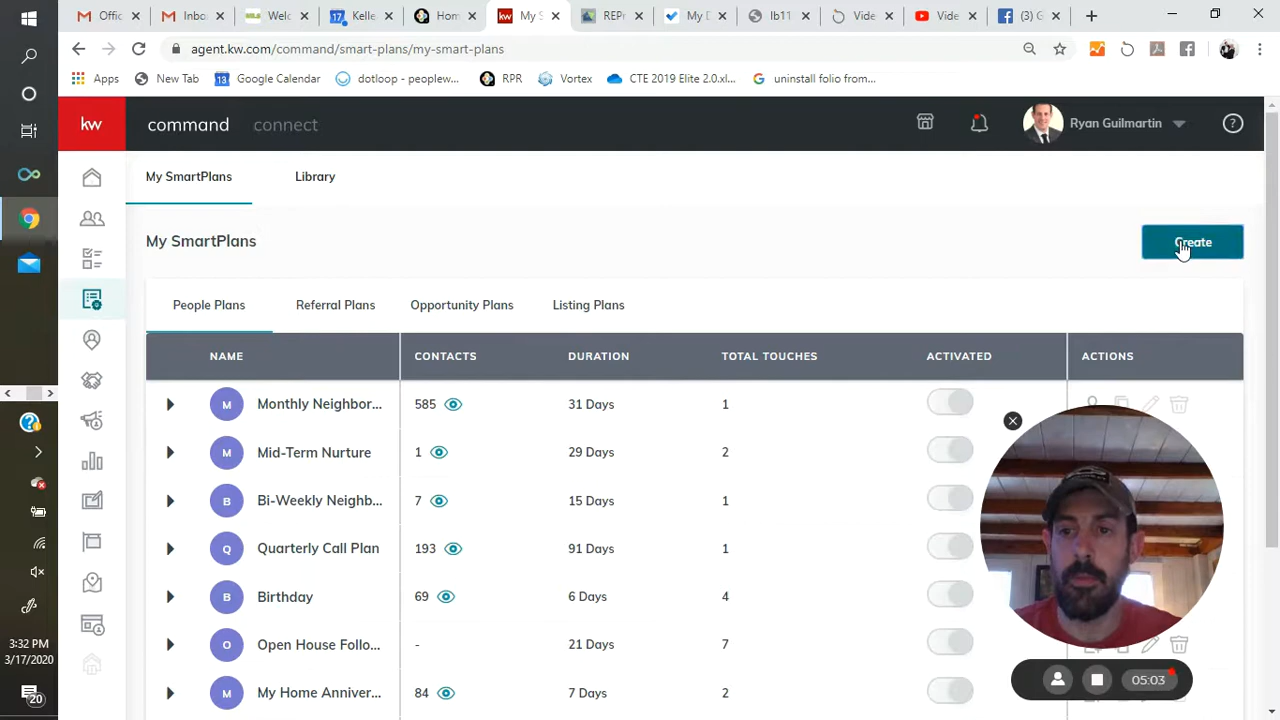 Offic
Inbo
Welc
Kelle
Hom
My S
REPr
My D
lb11
Vide
Vide
(3) C
agent.kw.com/command/smart-plans/my-smart-plans
Apps
New Tab
Google Calendar
dotloop - peoplew...
RPR
Vortex
CTE 2019 Elite 2.0.xl...
uninstall folio from...
kw
command
connect
Ryan Guilmartin
My SmartPlans
Library
My SmartPlans
Create
People Plans
Referral Plans
Opportunity Plans
Listing Plans
NAME CONTACTS DURATION TOTAL TOUCHES ACTIVATED ACTIONS
M Monthly Neighbor... 585 31 Days 1
M Mid-Term Nurture 1 29 Days 2
B Bi-Weekly Neighb... 7 15 Days 1
Q Quarterly Call Plan 193 91 Days 1
B Birthday 69 6 Days 4
O Open House Follo... - 21 Days 7
M My Home Anniver... 84 7 Days 2
05:03
3:32 PM
3/17/2020
20